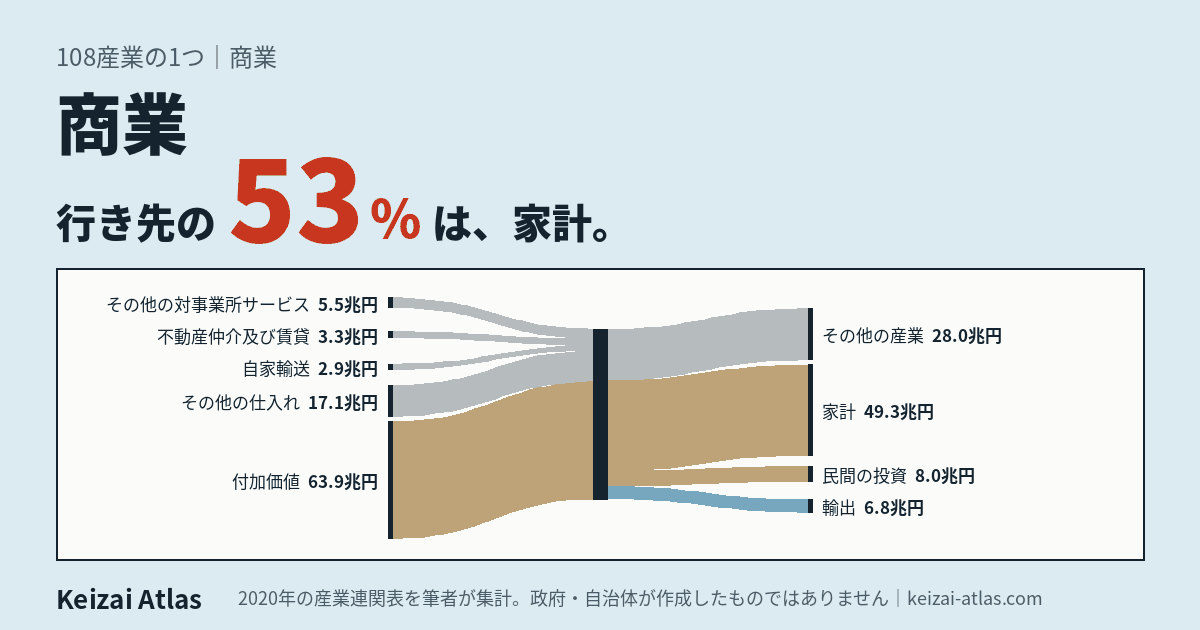 108産業の1つ｜商業
商業
行き先の 53% は、家計。
その他の対事業所サービス 5.5兆円
不動産仲介及び賃貸 3.3兆円
自家輸送 2.9兆円
その他の仕入れ 17.1兆円
付加価値 63.9兆円
その他の産業 28.0兆円
家計 49.3兆円
民間の投資 8.0兆円
輸出 6.8兆円
Keizai Atlas
2020年の産業連関表を筆者が集計。政府・自治体が作成したものではありません｜keizai-atlas.com